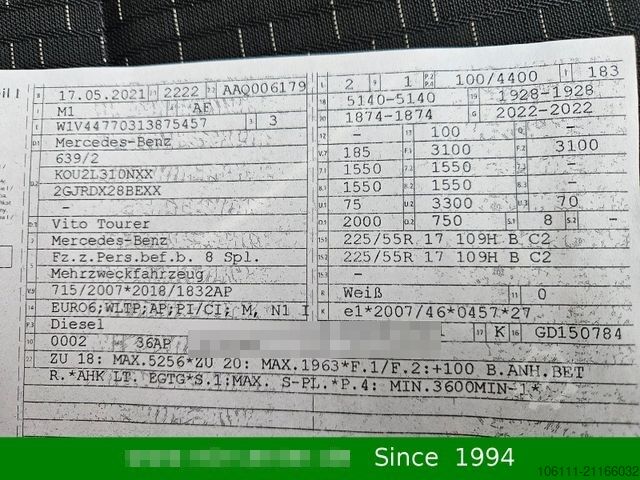 17.05.2021 2222 AAQ006179
M1 AF
W1V44770313875457 3
Mercedes-Benz
639/2
KOU2L310NXX
2GJRDX28BEXX
-
Vito Tourer
Mercedes-Benz
Fz.z.Pers.bef.b. 8 Spl.
Mehrzweckfahrzeug
715/2007*2018/1832AP
EURO6;WLTP;AP;PI/CI; M, N1 I
Diesel
0002 36AP
2 1 P.2 P.4 100/4400 183
5140-5140 1928-1928
1874-1874 2022-2022
- 100 -
185 3100 3100
1550 1550 -
1550 1550 -
75 3300 70
2000 750 8 -
225/55R 17 109H B C2
225/55R 17 109H B C2
-
Weiß 0
e1*2007/46*0457*27
K GD150784
ZU 18: MAX.5256*ZU 20: MAX.1963*F.1/F.2:+100 B.ANH.BET
R.*AHK LT. EGTG*S.1:MAX. S-PL.*P.4: MIN.3600MIN-1*
Since 1994
106111-21166032